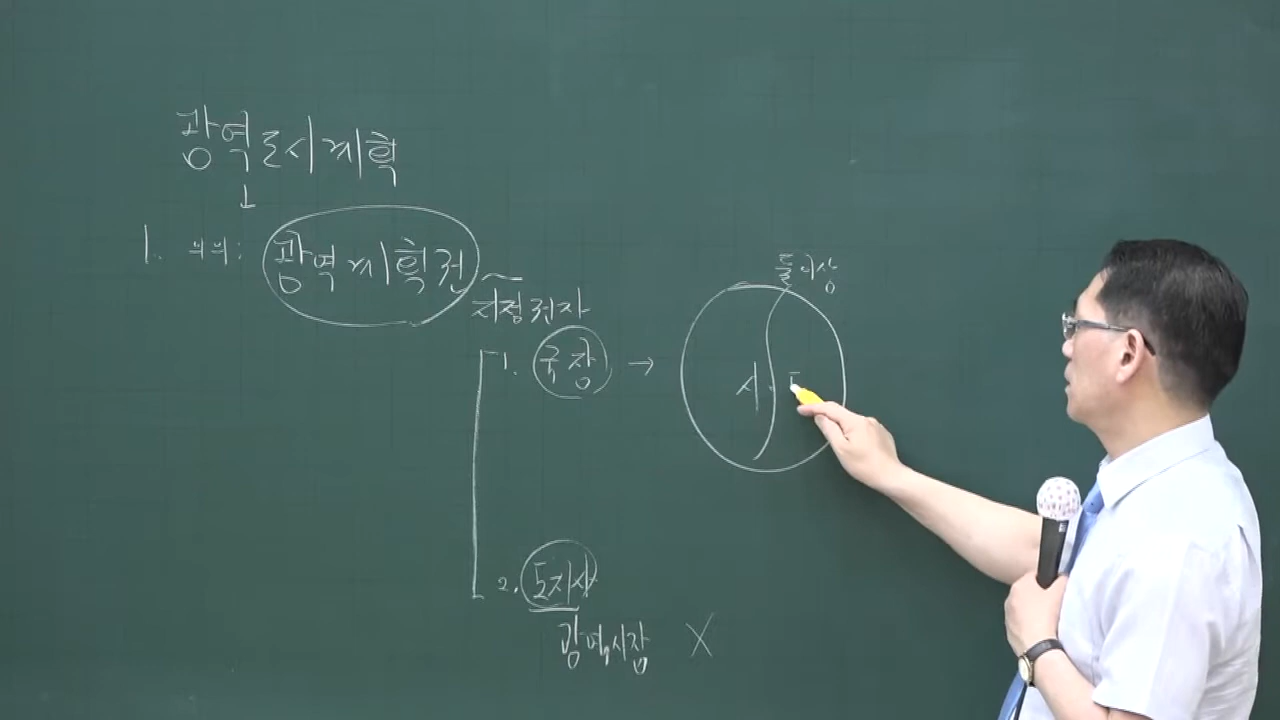 광역도시계획
1. 의의: 광역계획권
지정권자
1. 국장 →
둘이상
시·도
2. 도지사
광역시장 X